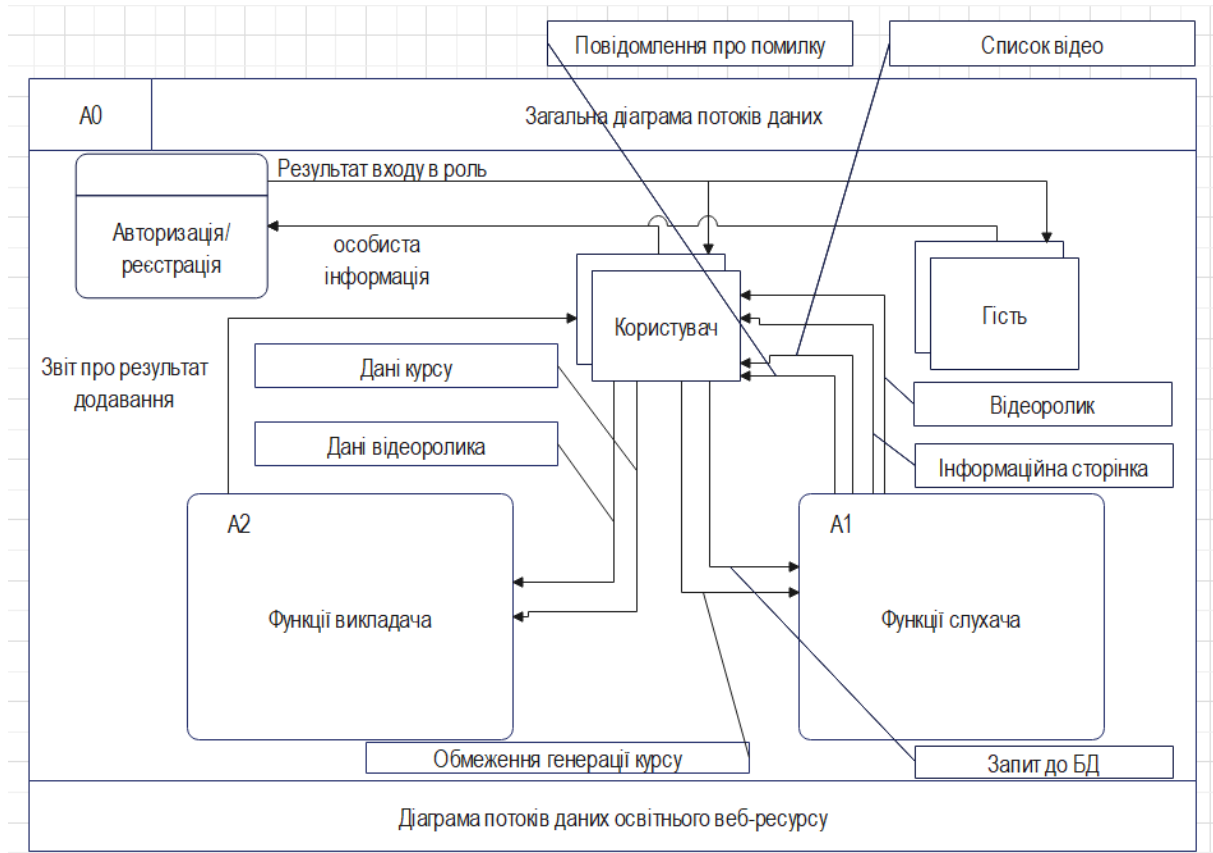 Повідомлення про помилку
Список відео
A0
Загальна діаграма потоків даних
Результат входу в роль
Авторизація/
реєстрація
особиста
інформація
Користувач
Гість
Звіт про результат
додавання
Дані курсу
Відеоролик
Дані відеоролика
Інформаційна сторінка
A2
Функції викладача
A1
Функції слухача
Обмеження генерації курсу
Запит до БД
Діаграма потоків даних освітнього веб-ресурсу